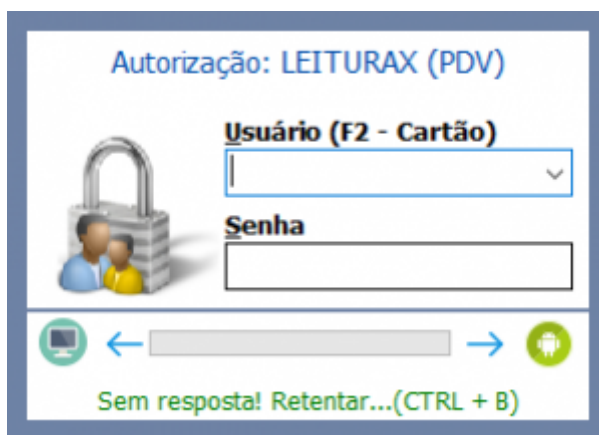 Autorização: LEITURAX (PDV)
Usuário (F2 - Cartão)
Senha
Sem resposta! Retentar...(CTRL + B)